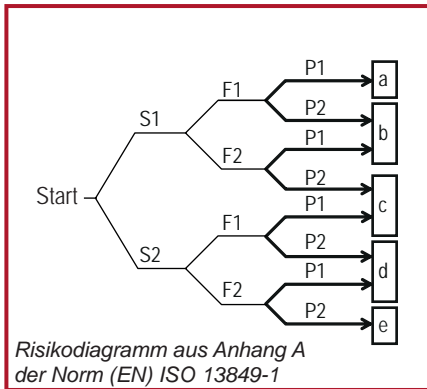 P1
a
F1
P2
S1
P1
b
F2
P2
Start
P1
c
F1
P2
S2
P1
d
F2
P2
e
Risikodiagramm aus Anhang A
der Norm (EN) ISO 13849-1